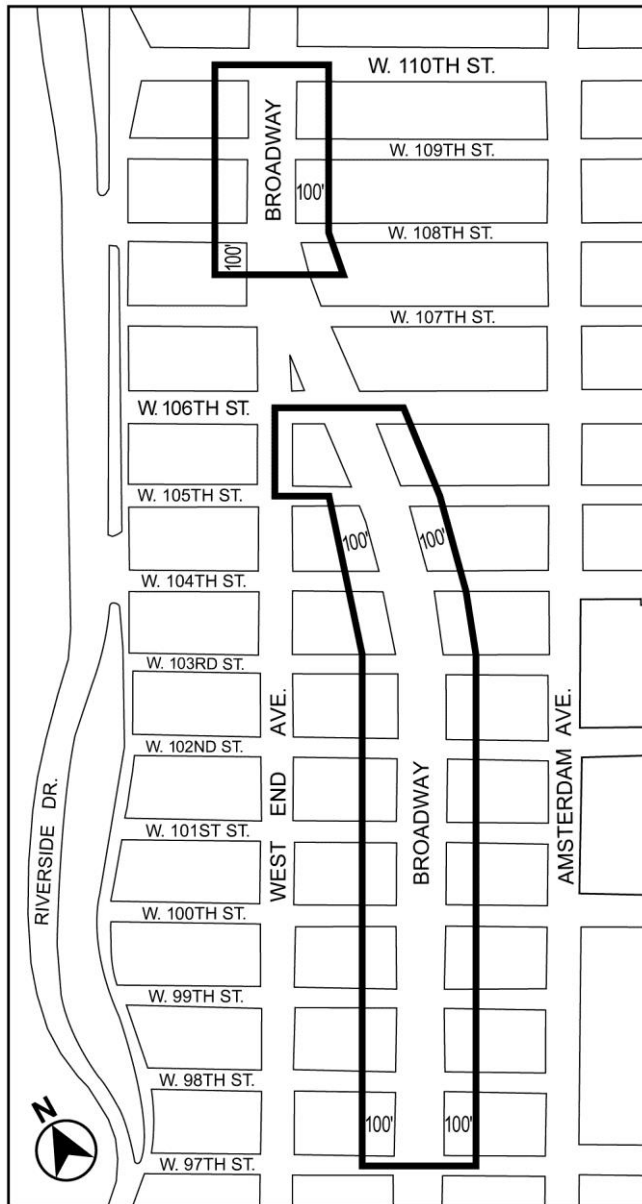 W. 110TH ST.
BROADWAY
W. 109TH ST.
100'
W. 108TH ST.
100'
W. 107TH ST.
W. 106TH ST.
W. 105TH ST.
100'
100'
W. 104TH ST.
W. 103RD ST.
WEST END AVE.
AMSTERDAM AVE.
W. 102ND ST.
BROADWAY
RIVERSIDE DR.
W. 101ST ST.
W. 100TH ST.
W. 99TH ST.
W. 98TH ST.
N
100'
100'
W. 97TH ST.